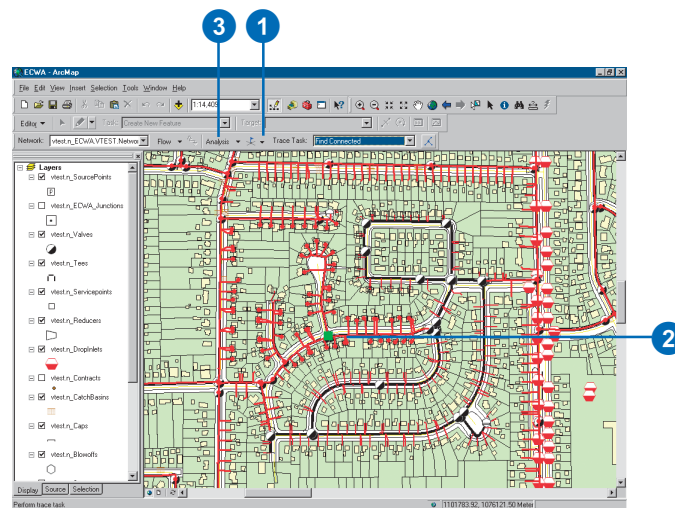 3
1
ECWA - ArcMap
File Edit View Insert Selection Tools Window Help
1:14,409
Editor Task: Create New Feature Target:
Network: vtest.n_ECWA.VTEST.Networ Flow Analysis Trace Task: Find Connected
Layers
vtest.n_SourcePoints
vtest.n_ECWA_Junctions
vtest.n_Valves
vtest.n_Tees
vtest.n_Servicepoints
vtest.n_Reducers
vtest.n_DropInlets
vtest.n_Contracts
vtest.n_CatchBasins
vtest.n_Caps
vtest.n_Blowoffs
2
Display Source Selection
Perform trace task
1101783.92, 1076121.50 Meter